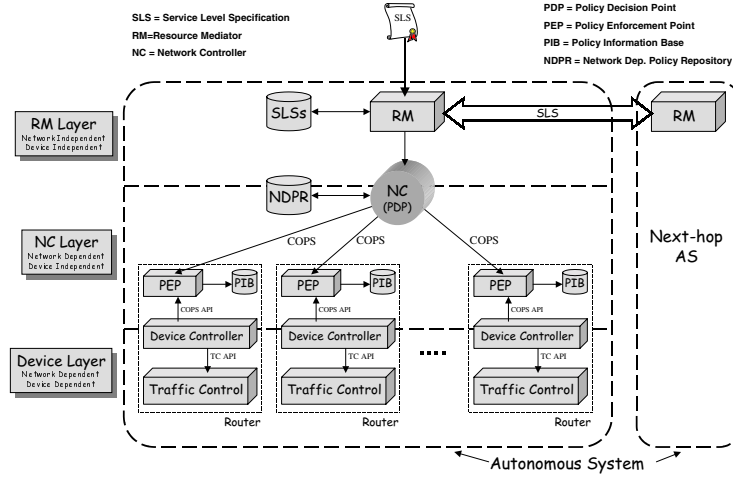 SLS = Service Level Specification
RM=Resource Mediator
NC = Network Controller
SLS
PDP = Policy Decision Point
PEP = Policy Enforcement Point
PIB = Policy Information Base
NDPR = Network Dep. Policy Repository
RM Layer
Network Independent
Device Independent
SLSs
RM
SLS
RM
NDPR
NC
(PDP)
NC Layer
Network Dependent
Device Independent
COPS
COPS
COPS
Next-hop
AS
PEP
PIB
PEP
PIB
PEP
PIB
COPS API
COPS API
COPS API
Device Controller
Device Controller
Device Controller
Device Layer
Network Dependent
Device Dependent
TC API
TC API
TC API
....
Traffic Control
Traffic Control
Traffic Control
Router
Router
Router
Autonomous System